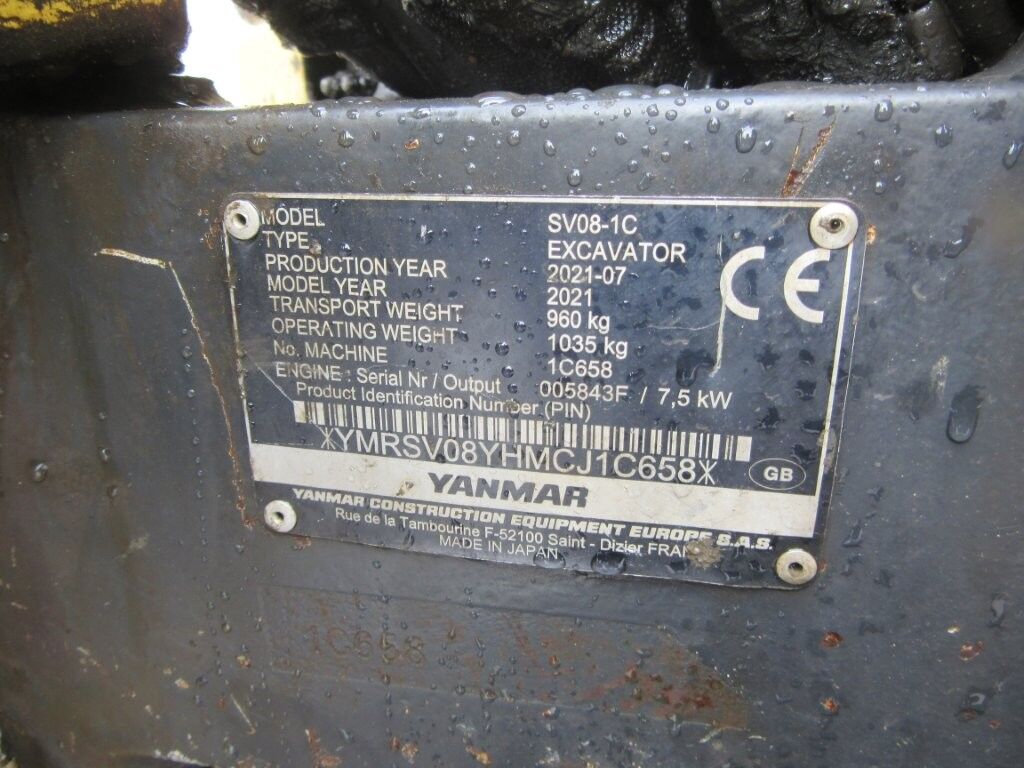 MODEL SV08-1C
TYPE EXCAVATOR
PRODUCTION YEAR 2021-07
MODEL YEAR 2021
TRANSPORT WEIGHT 960 kg
OPERATING WEIGHT 1035 kg
No. MACHINE 1C658
ENGINE : Serial Nr / Output 005843F / 7,5 kW
Product Identification Number (PIN)
*YMRSV08YHMCJ1C658*
CE
GB
YANMAR
YANMAR CONSTRUCTION EQUIPMENT EUROPE S.A.S.
Rue de la Tambourine F-52100 Saint - Dizier
MADE IN JAPAN
1C658